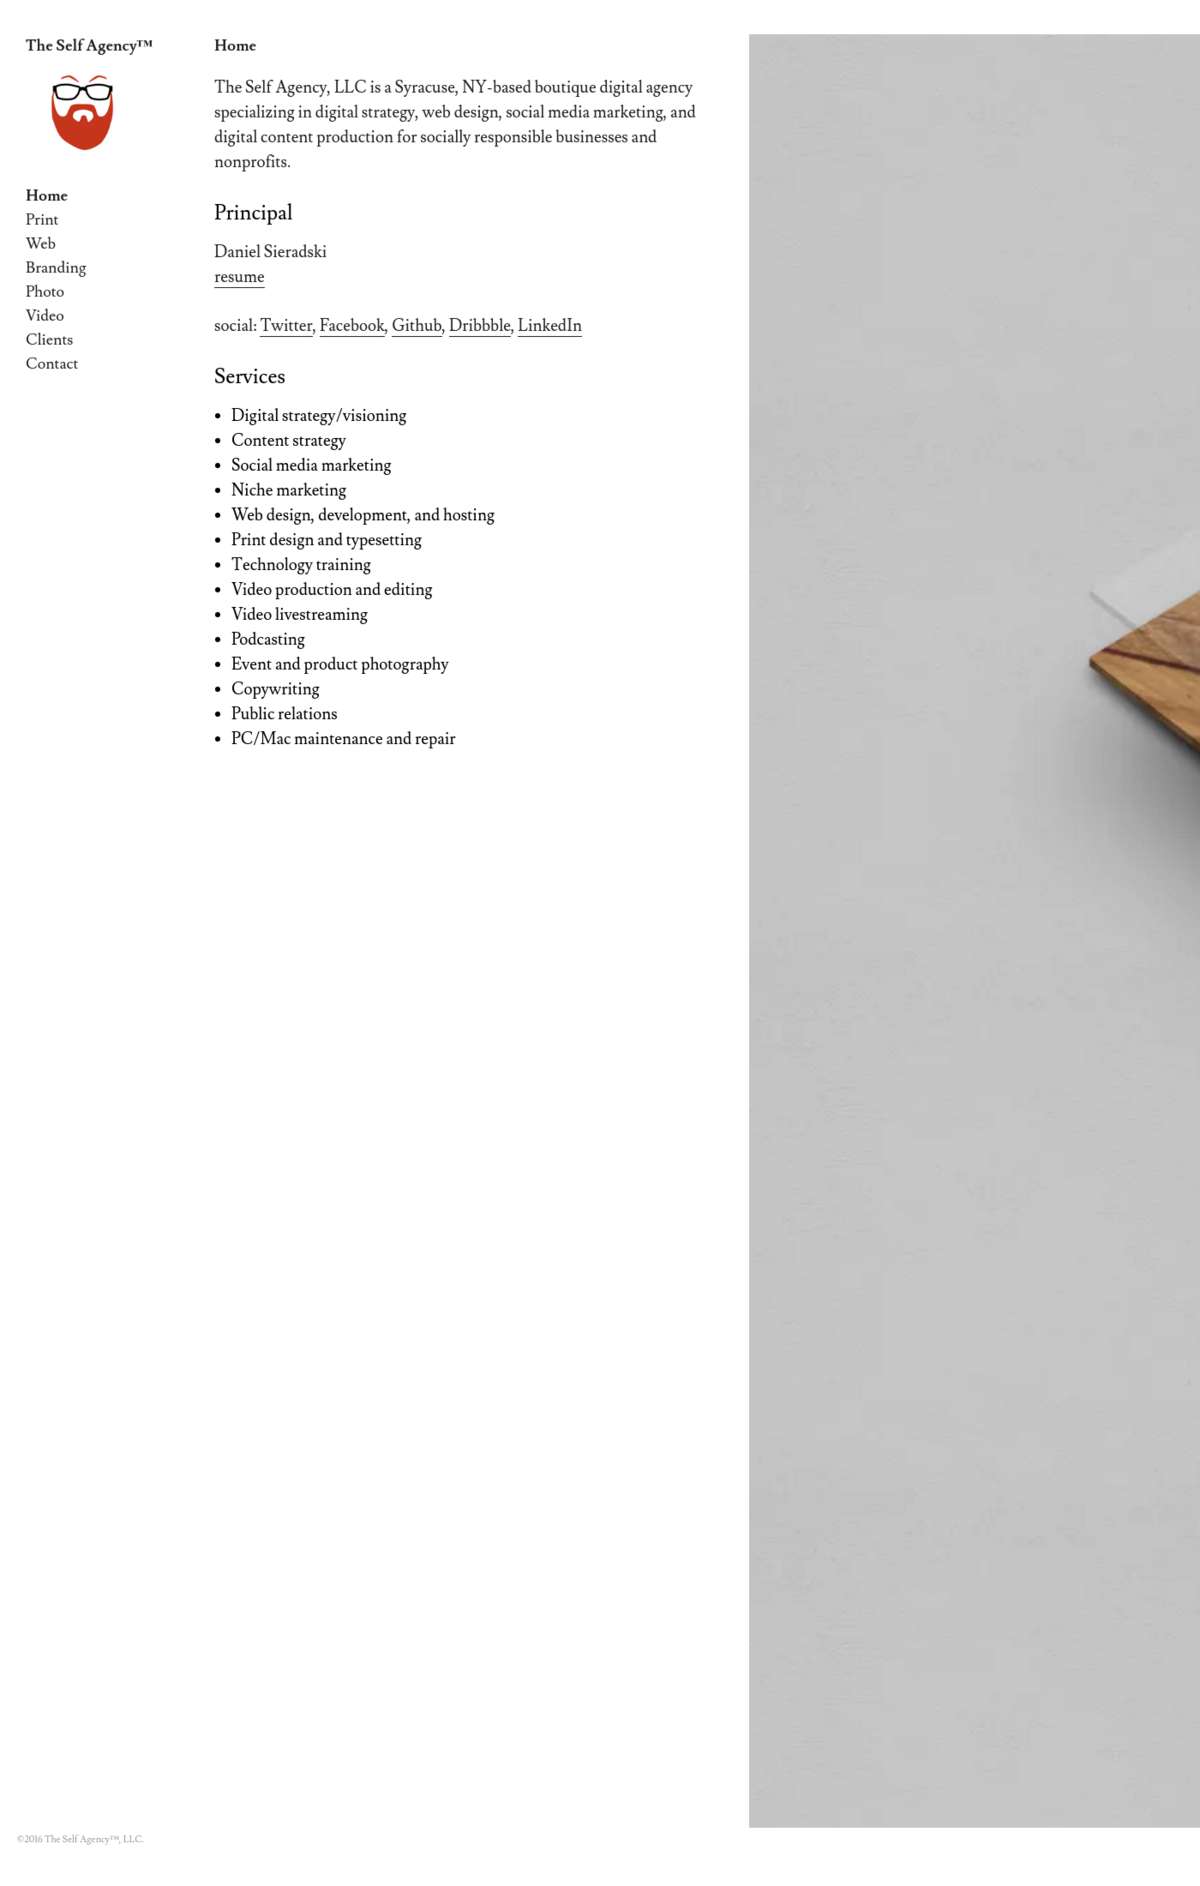 The Self Agency™
Home
Print
Web
Branding
Photo
Video
Clients
Contact
Home
The Self Agency, LLC is a Syracuse, NY-based boutique digital agency
specializing in digital strategy, web design, social media marketing, and
digital content production for socially responsible businesses and
nonprofits.
Principal
Daniel Sieradski
resume
social: Twitter, Facebook, Github, Dribbble, LinkedIn
Services
• Digital strategy/visioning
• Content strategy
• Social media marketing
• Niche marketing
• Web design, development, and hosting
• Print design and typesetting
• Technology training
• Video production and editing
• Video livestreaming
• Podcasting
• Event and product photography
• Copywriting
• Public relations
• PC/Mac maintenance and repair
©2016 The Self Agency™, LLC.